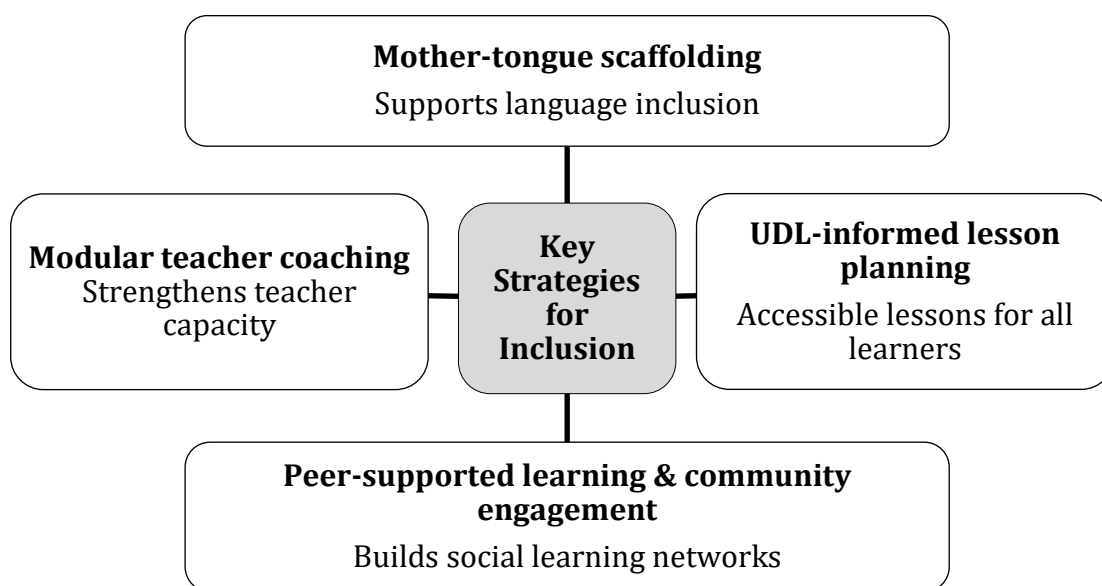 Mother-tongue scaffolding
Supports language inclusion
Modular teacher coaching
Strengthens teacher
capacity
Key
Strategies
for
Inclusion
UDL-informed lesson
planning
Accessible lessons for all
learners
Peer-supported learning & community
engagement
Builds social learning networks